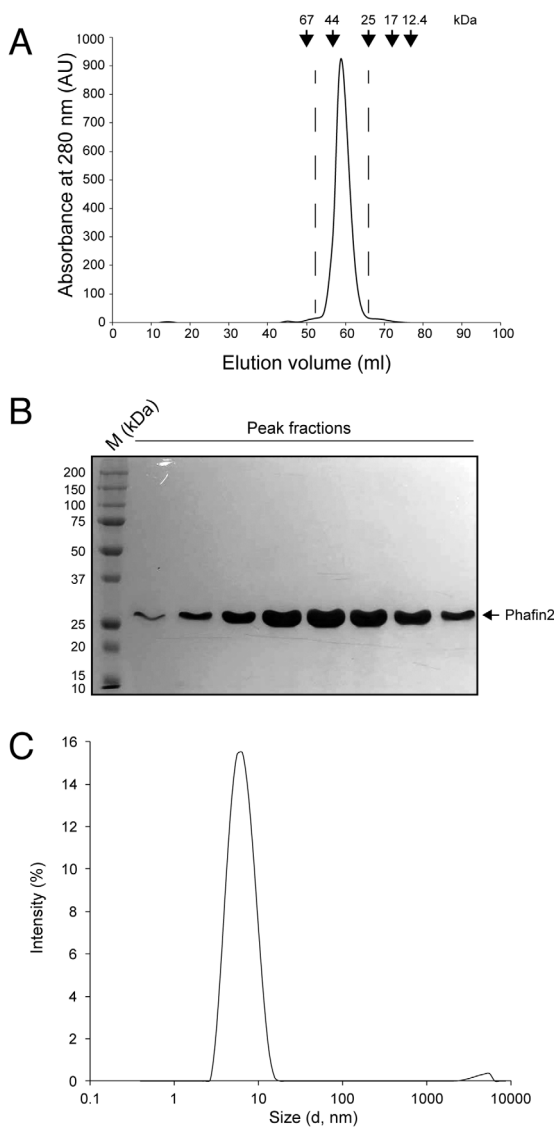 A
67 44 25 17 12.4 kDa
1000
900
800
700
600
500
400
300
200
100
0
Absorbance at 280 nm (AU)
0 10 20 30 40 50 60 70 80 90 100
Elution volume (ml)
B
M (kDa)
Peak fractions
200
150
100
75
50
37
25
20
15
10
Phafin2
C
16
14
12
10
8
6
4
2
0
Intensity (%)
0.1 1 10 100 1000 10000
Size (d, nm)